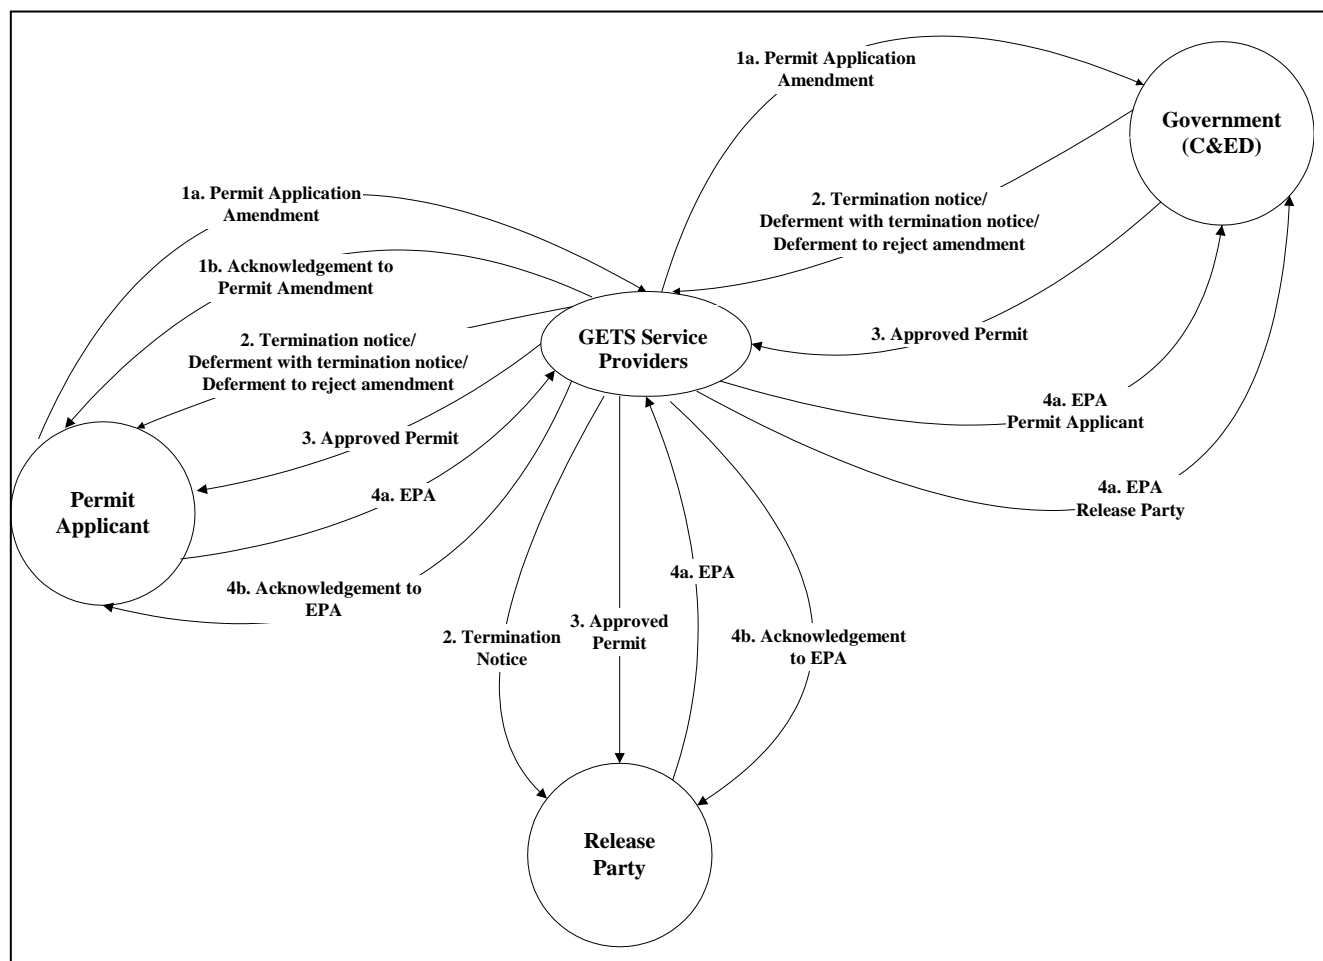 1a. Permit Application
Amendment
Government
(C&ED)
1a. Permit Application
Amendment
2. Termination notice/
Deferment with termination notice/
Deferment to reject amendment
1b. Acknowledgement to
Permit Amendment
2. Termination notice/
Deferment with termination notice/
Deferment to reject amendment
GETS Service
Providers
3. Approved Permit
4a. EPA
Permit Applicant
3. Approved Permit
4a. EPA
4a. EPA
Release Party
Permit
Applicant
4b. Acknowledgement to
EPA
4a. EPA
2. Termination
Notice
3. Approved
Permit
4b. Acknowledgement
to EPA
Release
Party